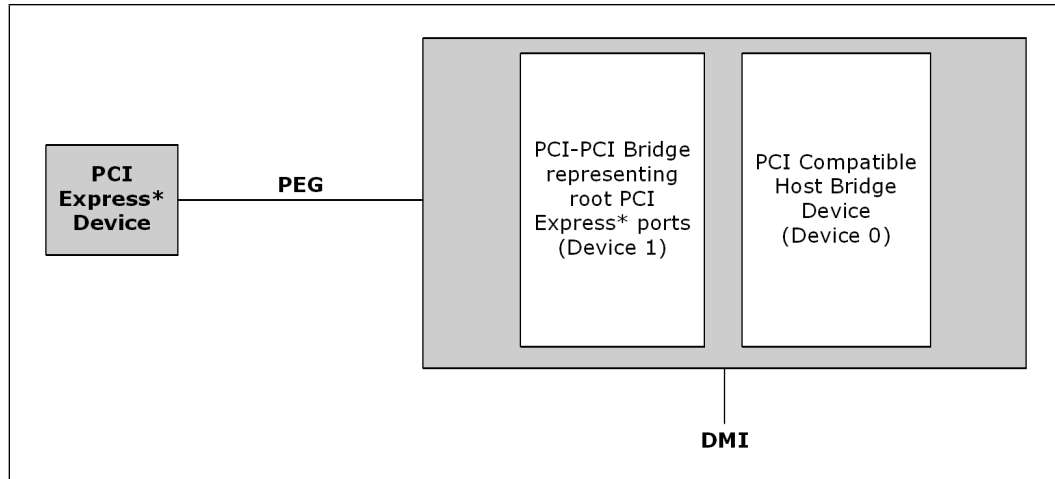 PCI
Express*
Device
PEG
PCI-PCI Bridge
representing
root PCI
Express* ports
(Device 1)
PCI Compatible
Host Bridge
Device
(Device 0)
DMI